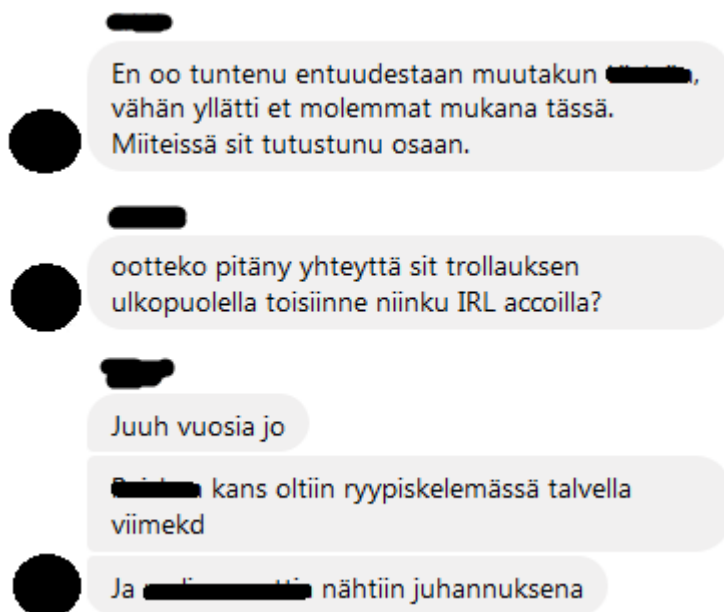 En oo tuntenu entuudestaan muutakun
vähän yllätti et molemmat mukana tässä.
Miiteissä sit tutustunu osaan.
ootteko pitäny yhteyttä sit trollauksen
ulkopuolella toisiinne niinku IRL accoilla?
Juuh vuosia jo
kans oltiin ryypiskelemässä talvella
viimekd
Ja nähtiin juhannuksena